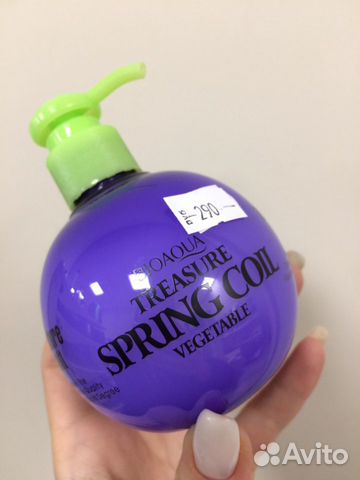 290
BIOAQUA
TREASURE
SPRING COIL
VEGETABLE
Avito